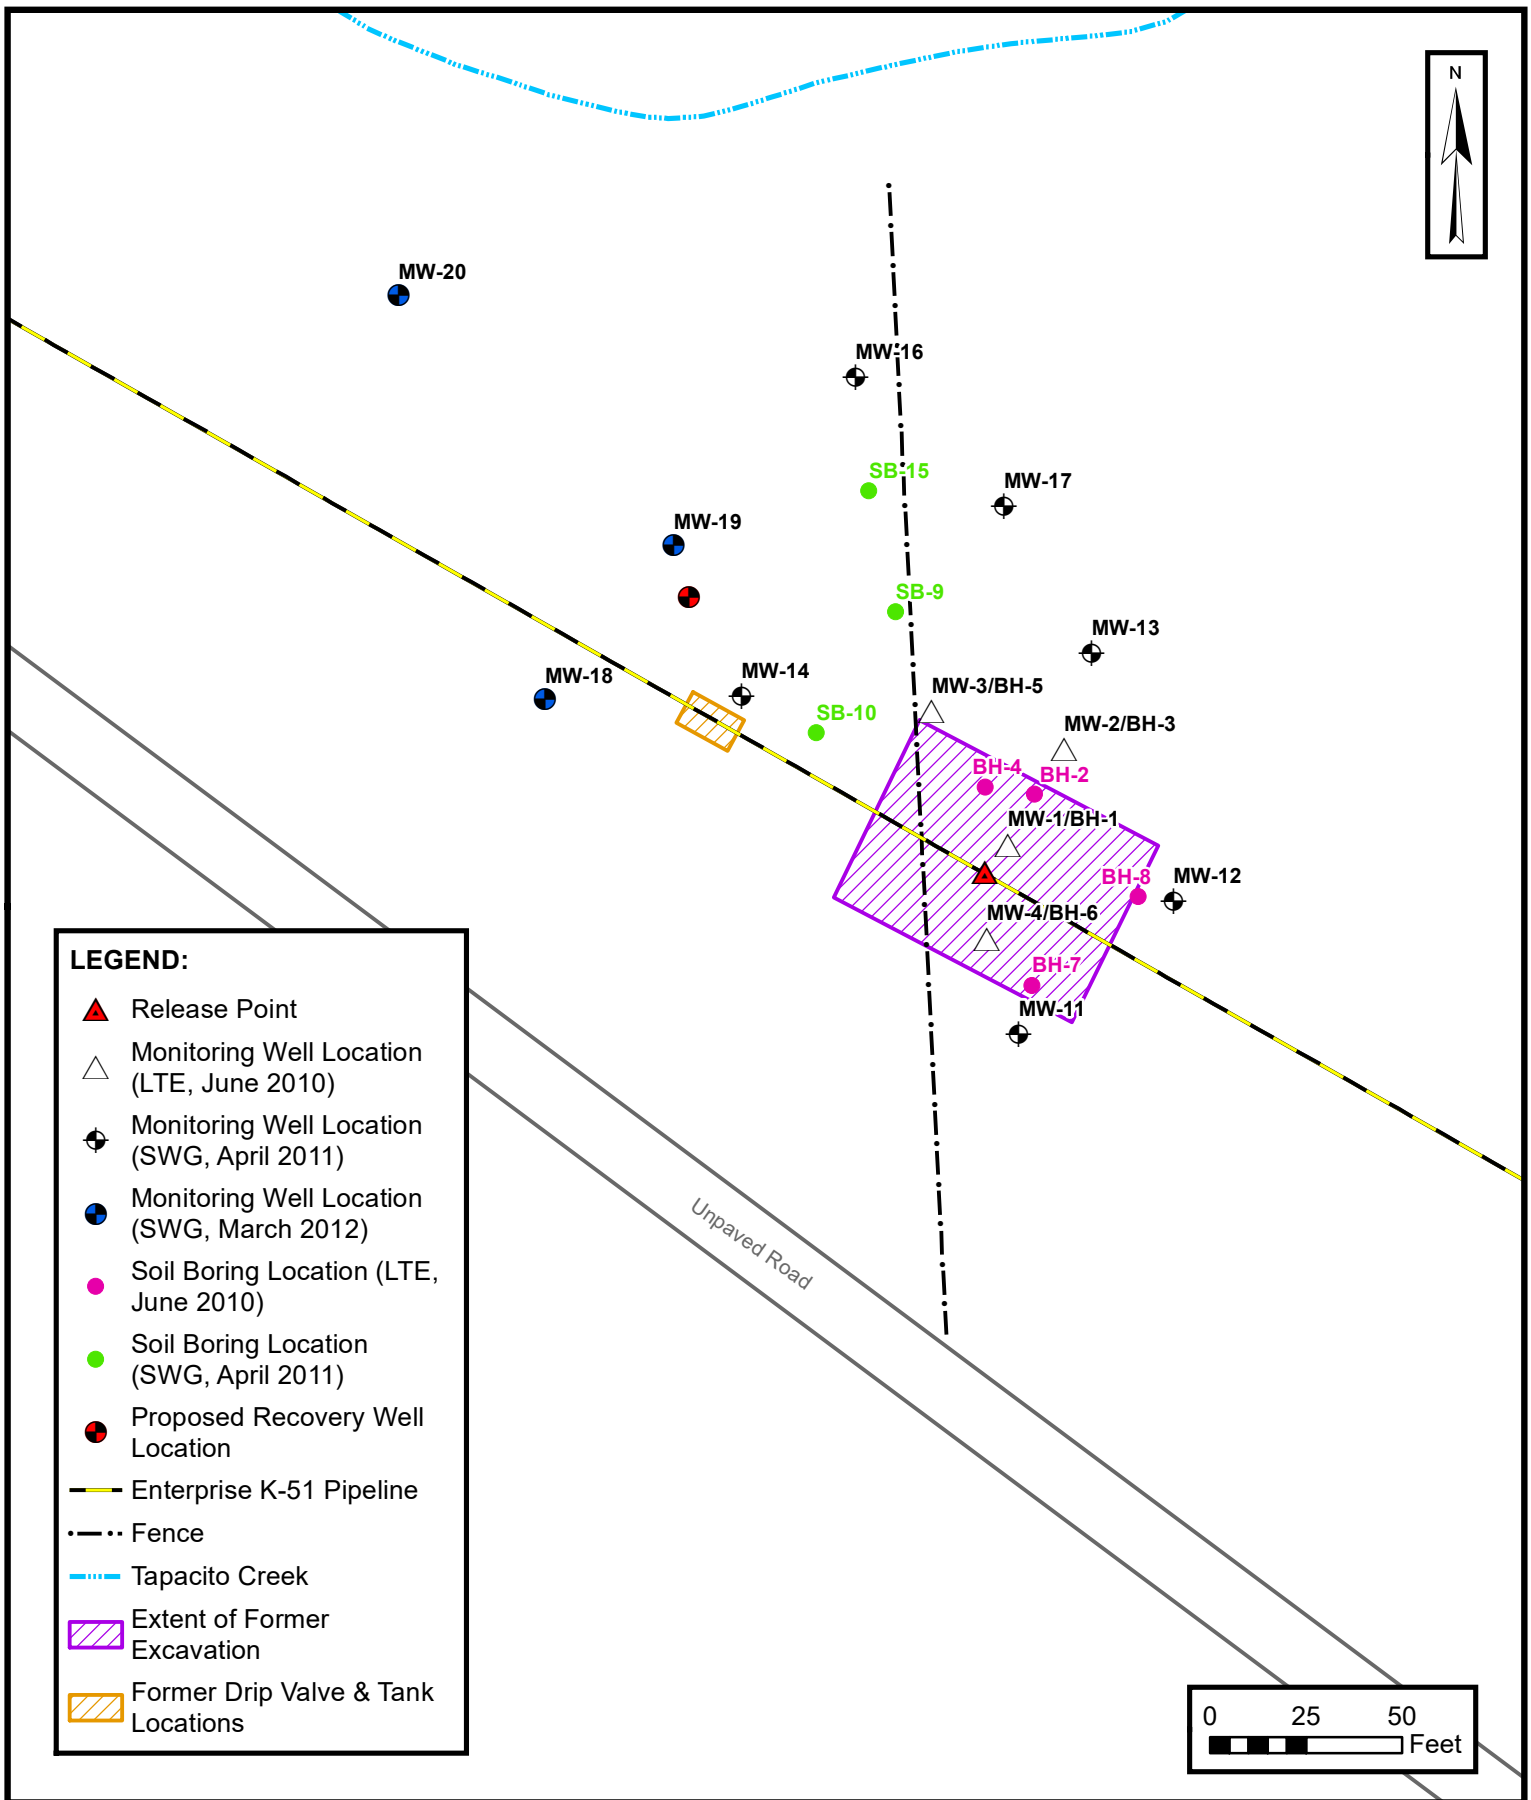 N
MW-20
MW-16
SB-15
MW-17
MW-19
SB-9
MW-13
MW-14
MW-18
MW-3/BH-5
SB-10
MW-2/BH-3
BH-4
BH-2
MW-1/BH-1
BH-8
MW-12
MW-4/BH-6
BH-7
MW-11
Unpaved Road
LEGEND:
Release Point
Monitoring Well Location
(LTE, June 2010)
Monitoring Well Location
(SWG, April 2011)
Monitoring Well Location
(SWG, March 2012)
Soil Boring Location (LTE,
June 2010)
Soil Boring Location
(SWG, April 2011)
Proposed Recovery Well
Location
Enterprise K-51 Pipeline
Fence
Tapacito Creek
Extent of Former
Excavation
Former Drip Valve & Tank
Locations
0 25 50
Feet